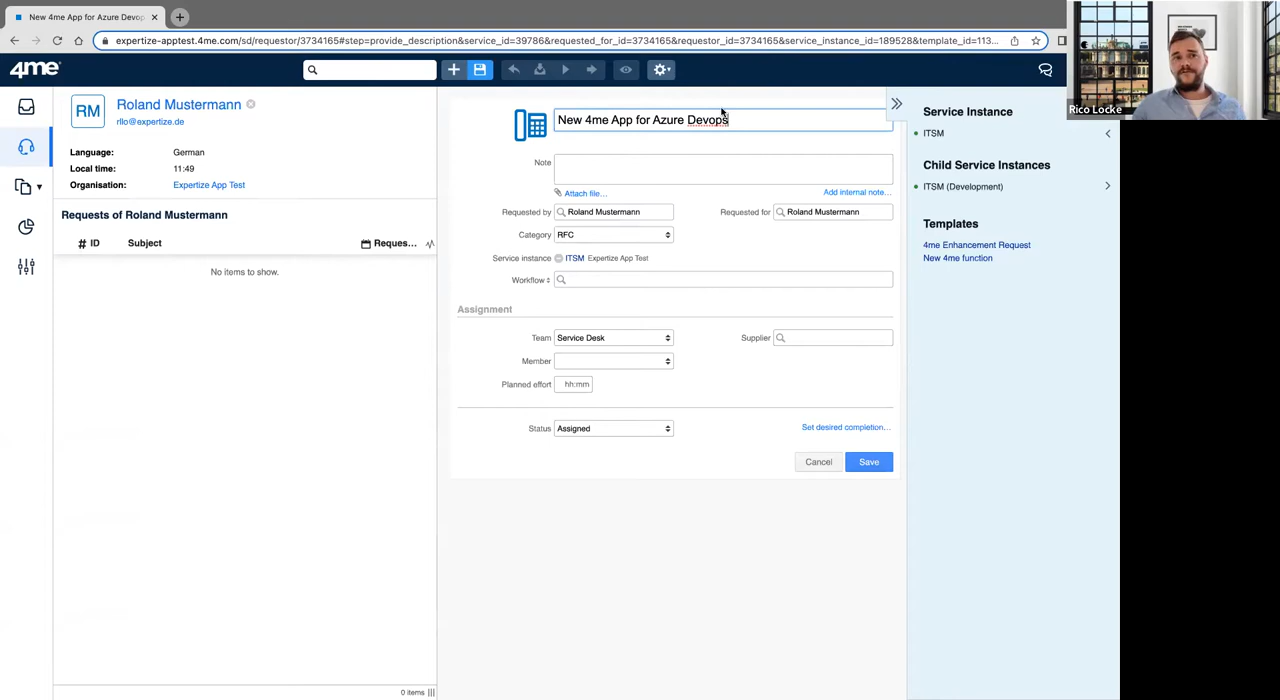 New 4me App for Azure Devop
expertize-apptest.4me.com/sd/requestor/3734165#step=provide_description&service_id=39786&requested_for_id=3734165&requestor_id=3734165&service_instance_id=189528&template_id=113...
4me
Rico Locke
RM
Roland Mustermann
rllo@expertize.de
Language: German
Local time: 11:49
Organisation: Expertize App Test
Requests of Roland Mustermann
# ID Subject Reques...
No items to show.
0 items
New 4me App for Azure Devops
Note
Attach file... Add internal note...
Requested by Roland Mustermann Requested for Roland Mustermann
Category RFC
Service instance ITSM Expertize App Test
Workflow
Assignment
Team Service Desk Supplier
Member
Planned effort hh:mm
Status Assigned Set desired completion...
Cancel Save
Service Instance
ITSM
Child Service Instances
ITSM (Development)
Templates
4me Enhancement Request
New 4me function